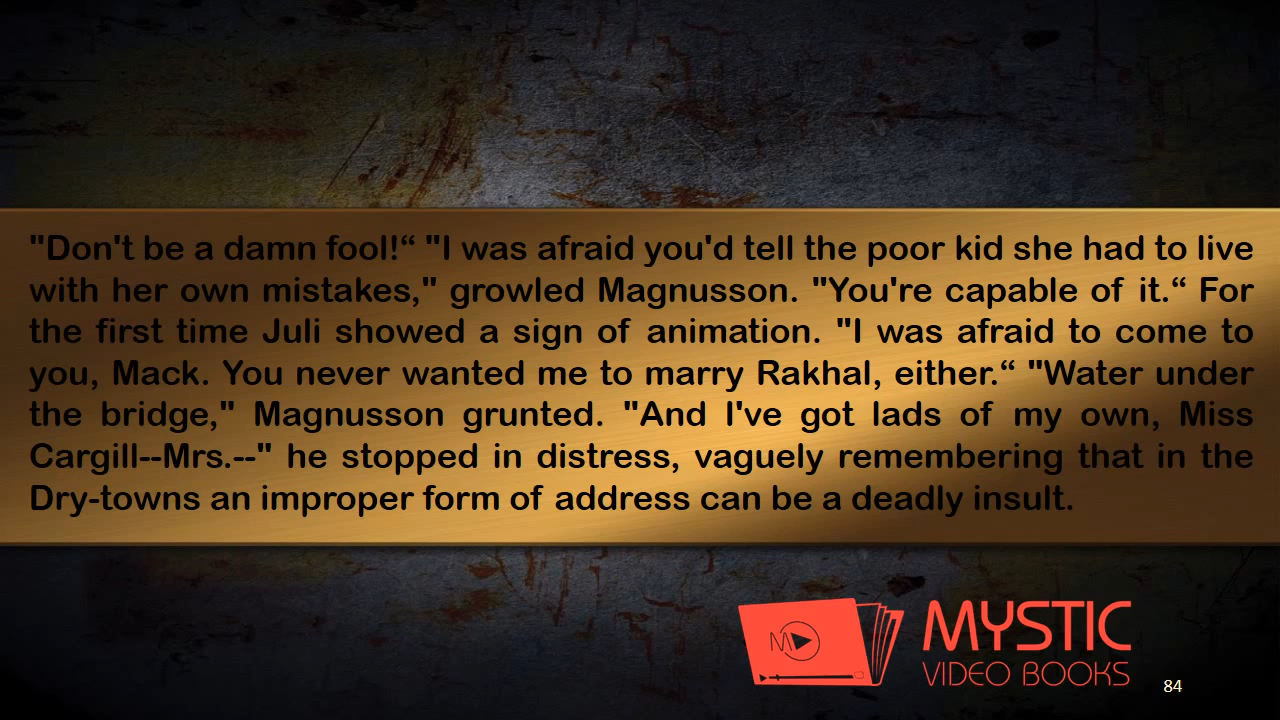 "Don't be a damn fool!“ "I was afraid you'd tell the poor kid she had to live
with her own mistakes," growled Magnusson. "You're capable of it.“ For
the first time Juli showed a sign of animation. "I was afraid to come to
you, Mack. You never wanted me to marry Rakhal, either.“ "Water under
the bridge," Magnusson grunted. "And I've got lads of my own, Miss
Cargill--Mrs.--" he stopped in distress, vaguely remembering that in the
Dry-towns an improper form of address can be a deadly insult.
M
MYSTIC
VIDEO BOOKS
84